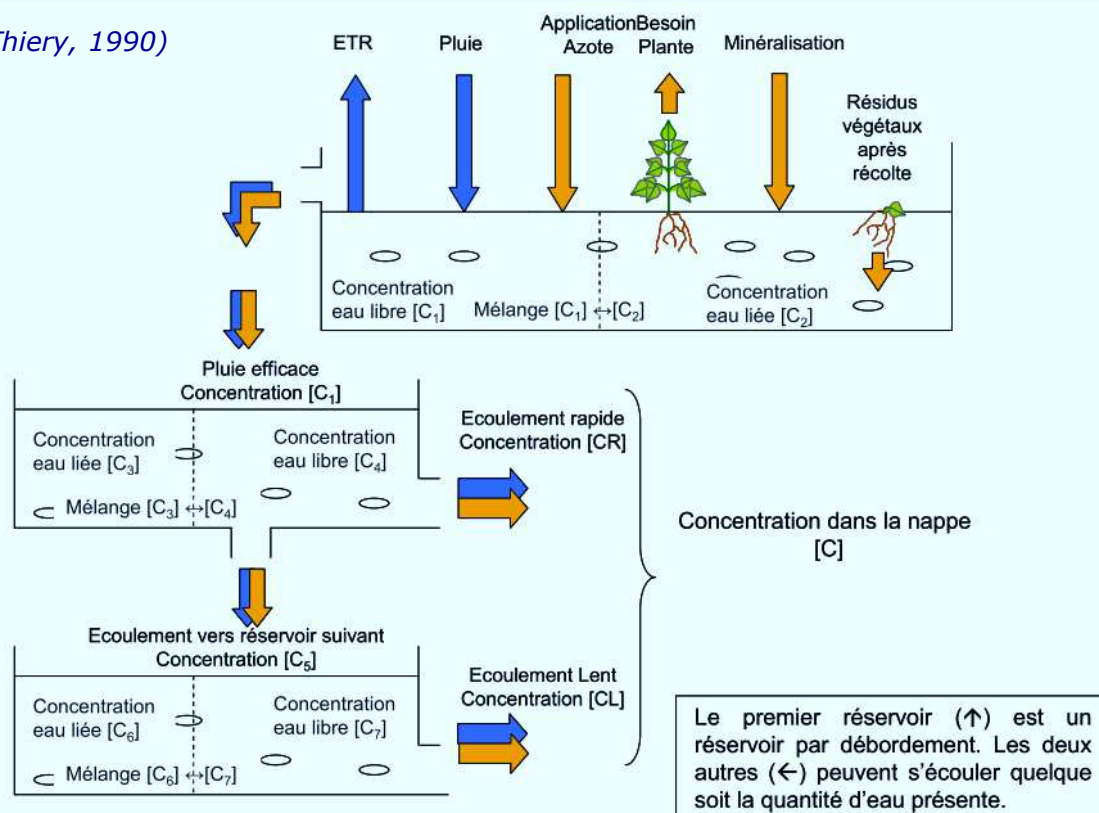 Thiery, 1990)
ETR
Pluie
Application
Azote
Besoin
Plante
Minéralisation
Résidus
végétaux
après
récolte
Concentration
eau libre [C₁]
Mélange [C₁] ↔[C₂]
Concentration
eau liée [C₂]
Pluie efficace
Concentration [C₁]
Concentration
eau liée [C₃]
Concentration
eau libre [C₄]
Mélange [C₃] ↔[C₄]
Ecoulement rapide
Concentration [CR]
Concentration dans la nappe
[C]
Ecoulement vers réservoir suivant
Concentration [C₅]
Concentration
eau liée [C₆]
Concentration
eau libre [C₇]
Mélange [C₆] ↔[C₇]
Ecoulement Lent
Concentration [CL]
Le premier réservoir (↑) est un
réservoir par débordement. Les deux
autres (←) peuvent s’écouler quelque
soit la quantité d’eau présente.